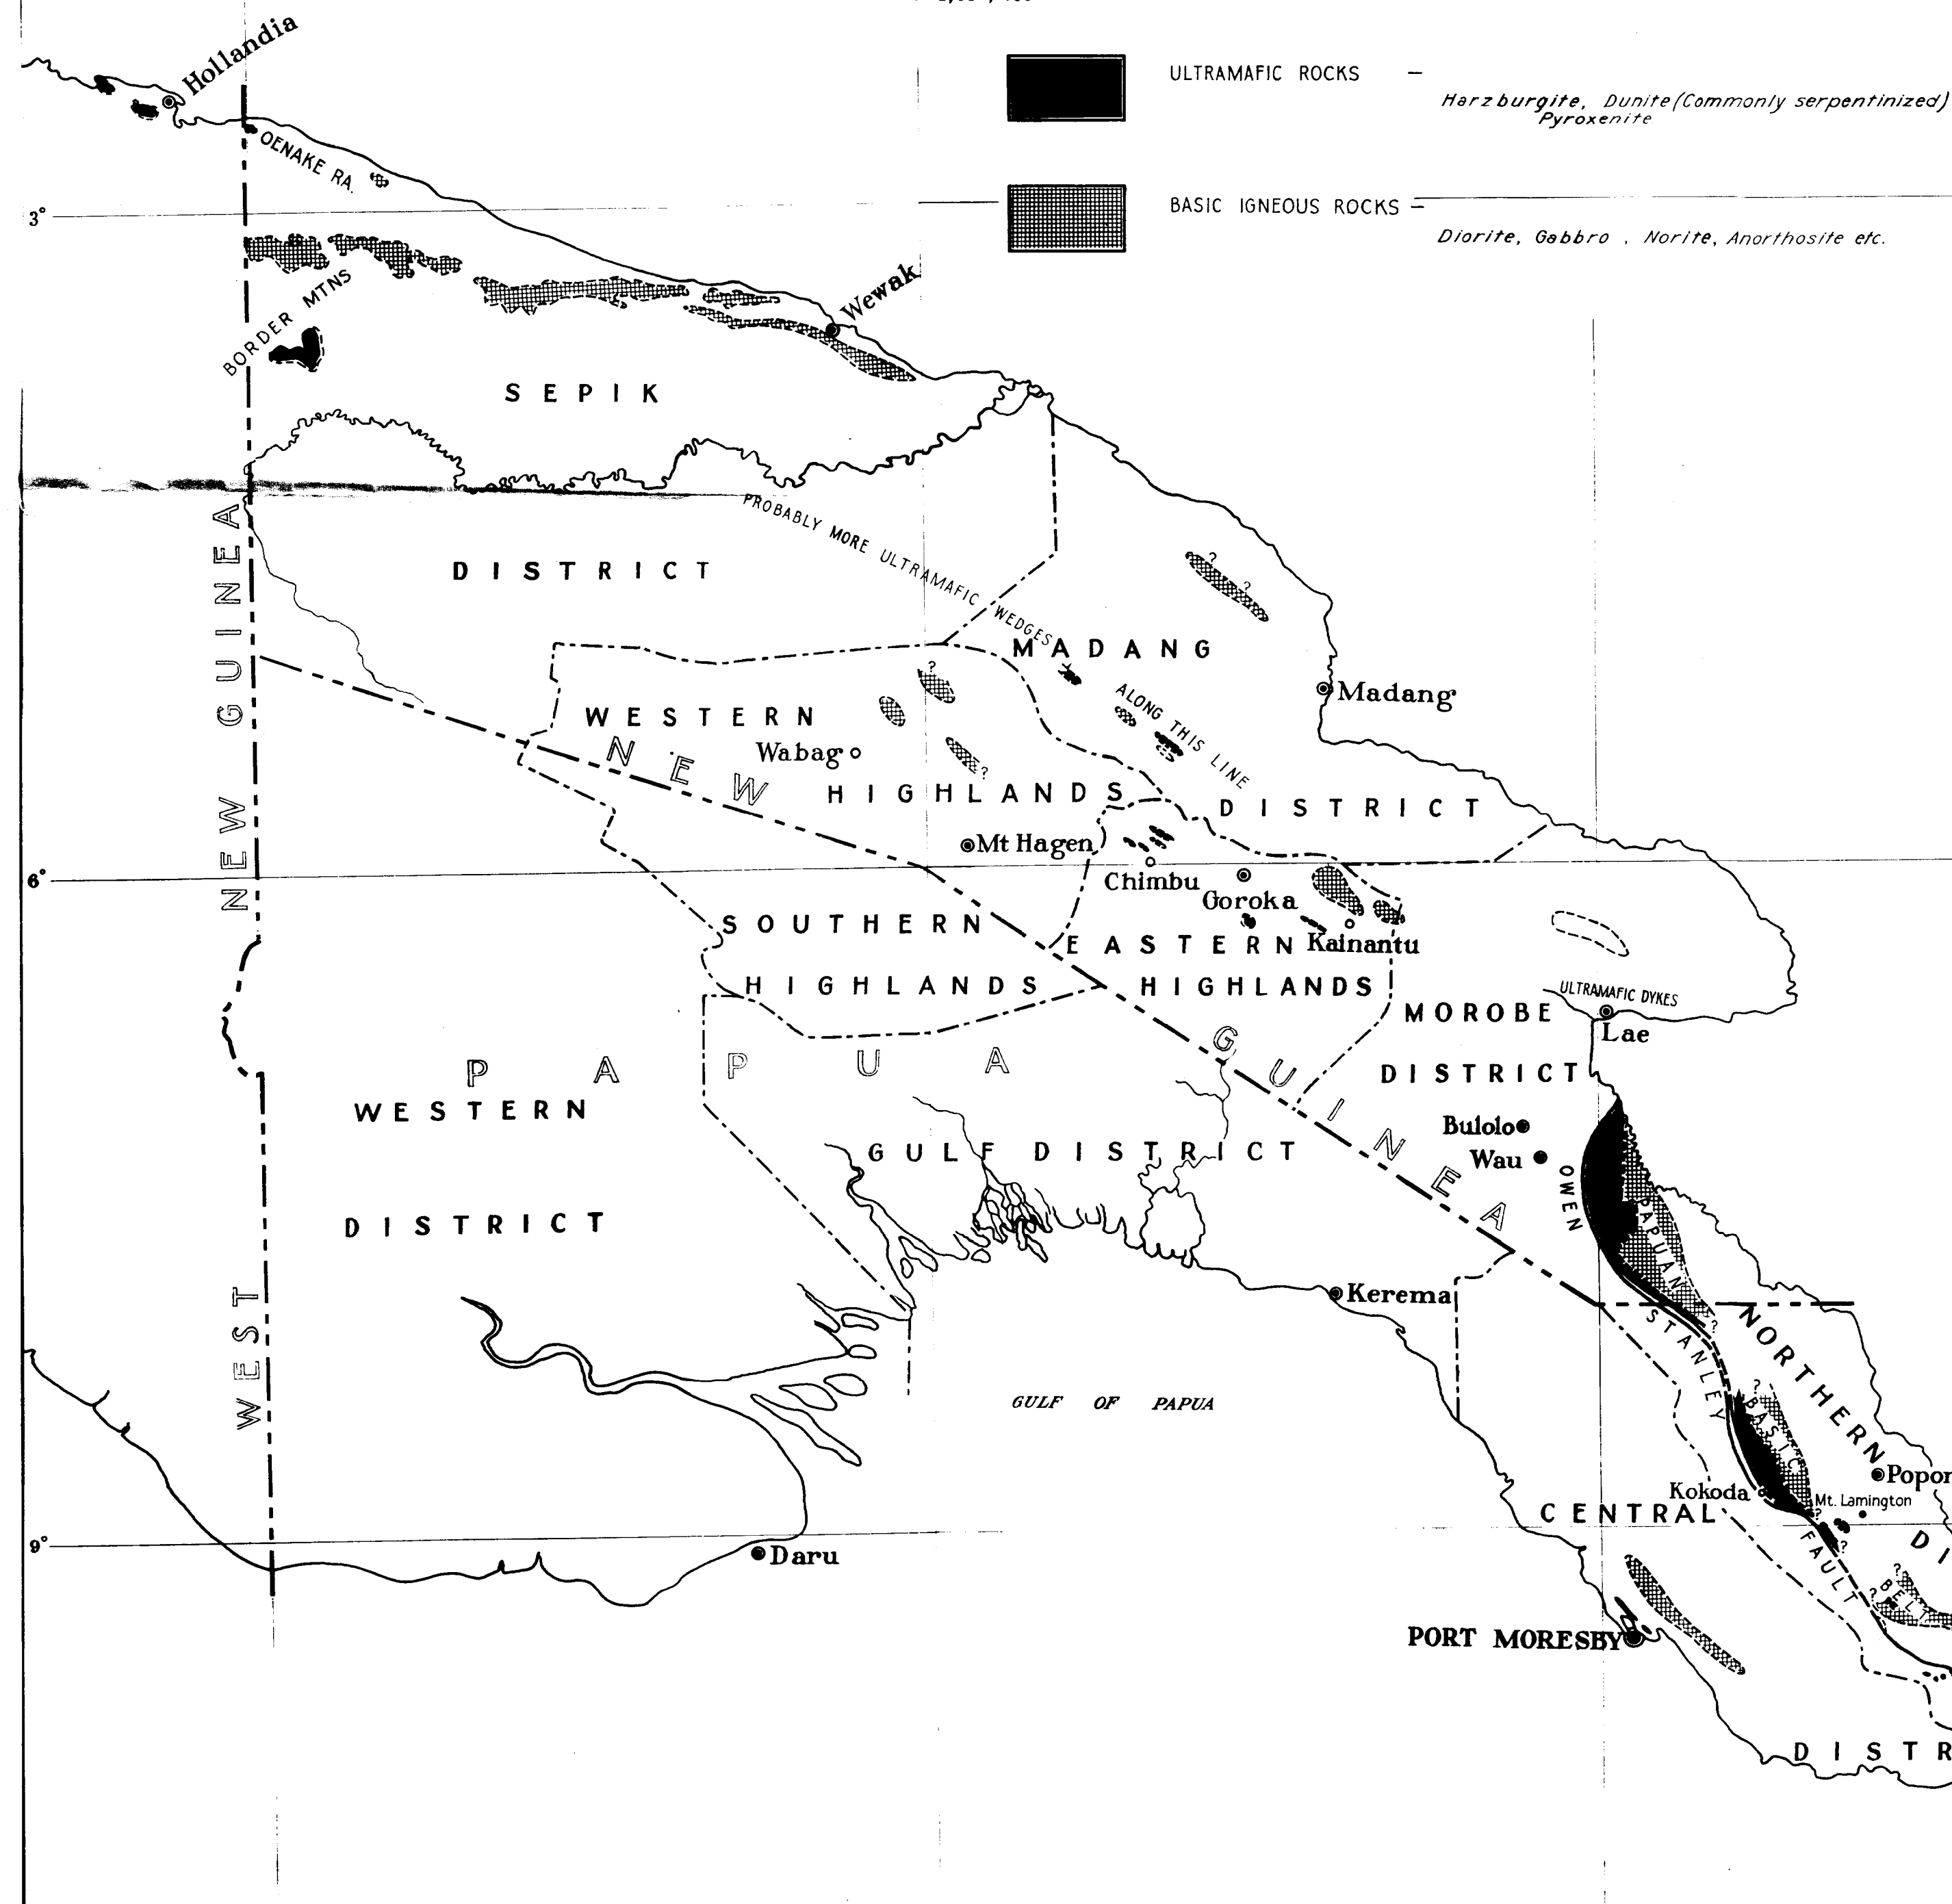 Hollandia
ULTRAMAFIC ROCKS –
Harzburgite, Dunite (Commonly serpentinized)
Pyroxenite
OENAKE RA.
3°
BASIC IGNEOUS ROCKS –
Diorite, Gabbro , Norite, Anorthosite etc.
BORDER MTNS
Wewak
SEPIK
DISTRICT
PROBABLY MORE ULTRAMAFIC WEDGES
ALONG THIS LINE
? ?
MADANG
DISTRICT
Madang
WEST NEW GUINEA
?
WESTERN
HIGHLANDS
Wabag
?
NEW GUINEA
Mt Hagen
6°
Chimbu
Goroka
Kainantu
SOUTHERN
HIGHLANDS
EASTERN
HIGHLANDS
ULTRAMAFIC DYKES
Lae
MOROBE
DISTRICT
PAPUA
WESTERN
DISTRICT
GULF DISTRICT
Bulolo
Wau
OWEN
STANLEY
FAULT
PAPUAN
BASIC
BELT
?
?
?
?
?
?
Kerema
NORTHERN
DI
GULF OF PAPUA
Popon
Kokoda
Mt. Lamington
CENTRAL
DISTR
9°
Daru
PORT MORESBY